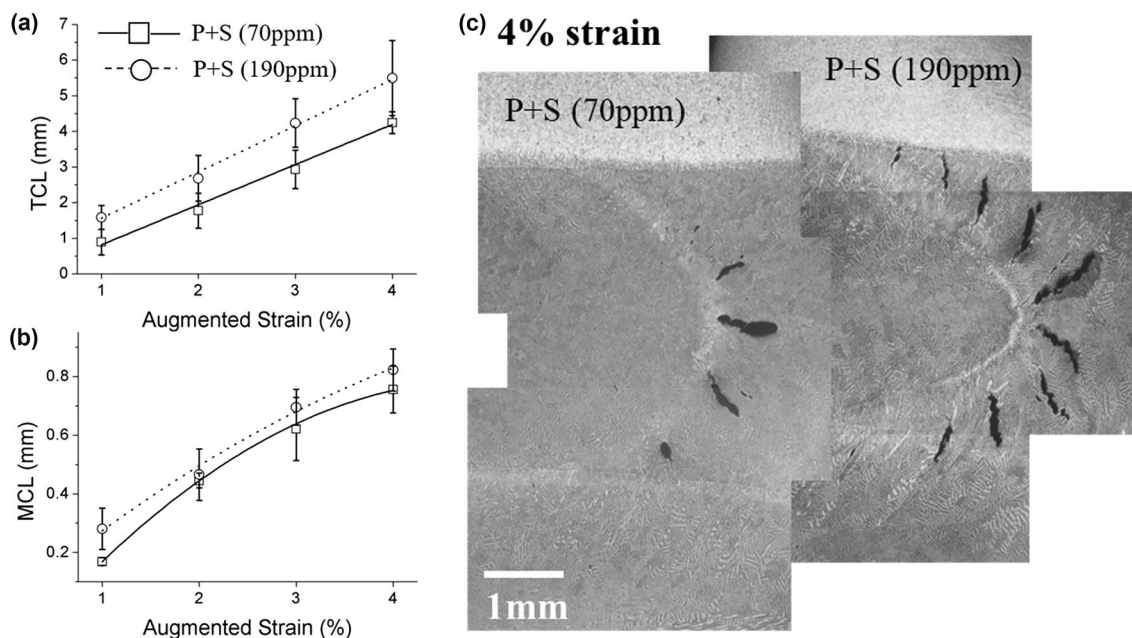 (a)
7
6
5
4
3
2
1
0
TCL (mm)
P+S (70ppm)
P+S (190ppm)
1 2 3 4
Augmented Strain (%)
(b)
0.8
0.6
0.4
0.2
MCL (mm)
1 2 3 4
Augmented Strain (%)
(c) 4% strain
P+S (70ppm)
P+S (190ppm)
1mm